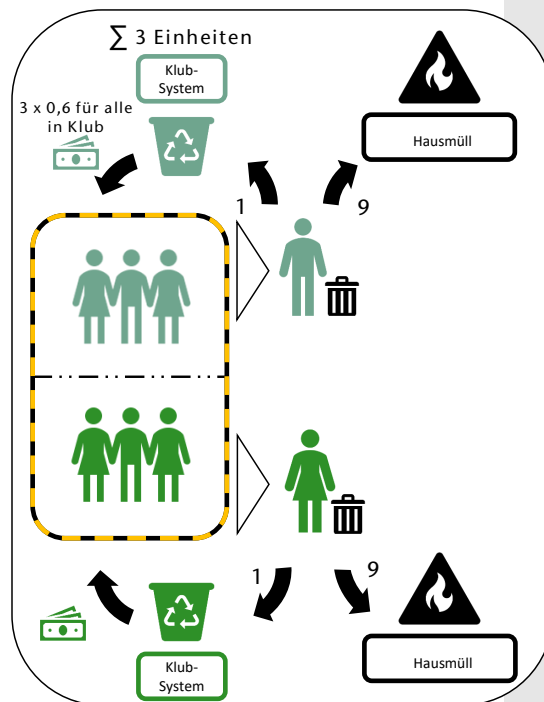 ∑ 3 Einheiten
Klub-
System
3 x 0,6 für alle
in Klub
Hausmüll
1
9
1
9
Klub-
System
Hausmüll